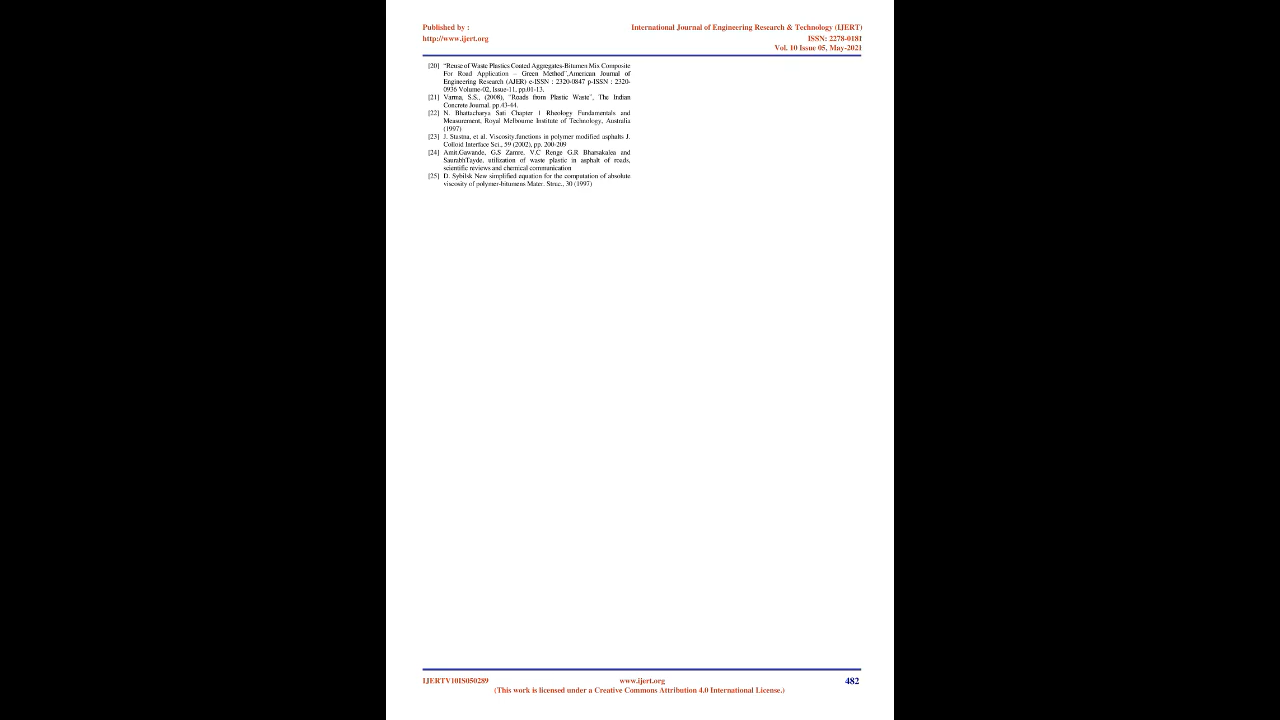 Published by :
International Journal of Engineering Research & Technology (IJERT)
http://www.ijert.org
ISSN: 2278-0181
Vol. 10 Issue 05, May-2021
[20] “Reuse of Waste Plastics Coated Aggregates-Bitumen Mix Composite
For Road Application – Green Method”,American Journal of
Engineering Research (AJER) e-ISSN : 2320-0847 p-ISSN : 2320-
0936 Volume-02, Issue-11, pp.01-13.
[21] Varma, S.S., (2008), “Roads from Plastic Waste”, The Indian
Concrete Journal. pp.43-44.
[22] N. Bhattacharya Sati Chapter 1 Rheology Fundamentals and
Measurement, Royal Melbourne Institute of Technology, Australia
(1997)
[23] J. Stastna, et al. Viscosity.functions in polymer modified asphalts J.
Colloid Interface Sci., 59 (2002), pp. 200-209
[24] Amit.Gawande, G.S Zamre, V.C Renge G.R Bharsakalea and
SaurabhTayde, utilization of waste plastic in asphalt of roads,
scientific reviews and chemical communication
[25] D. Sybilsk New simplified equation for the computation of absolute
viscosity of polymer-bitumens Mater. Struc., 30 (1997)
IJERTV10IS050289
www.ijert.org
482
(This work is licensed under a Creative Commons Attribution 4.0 International License.)